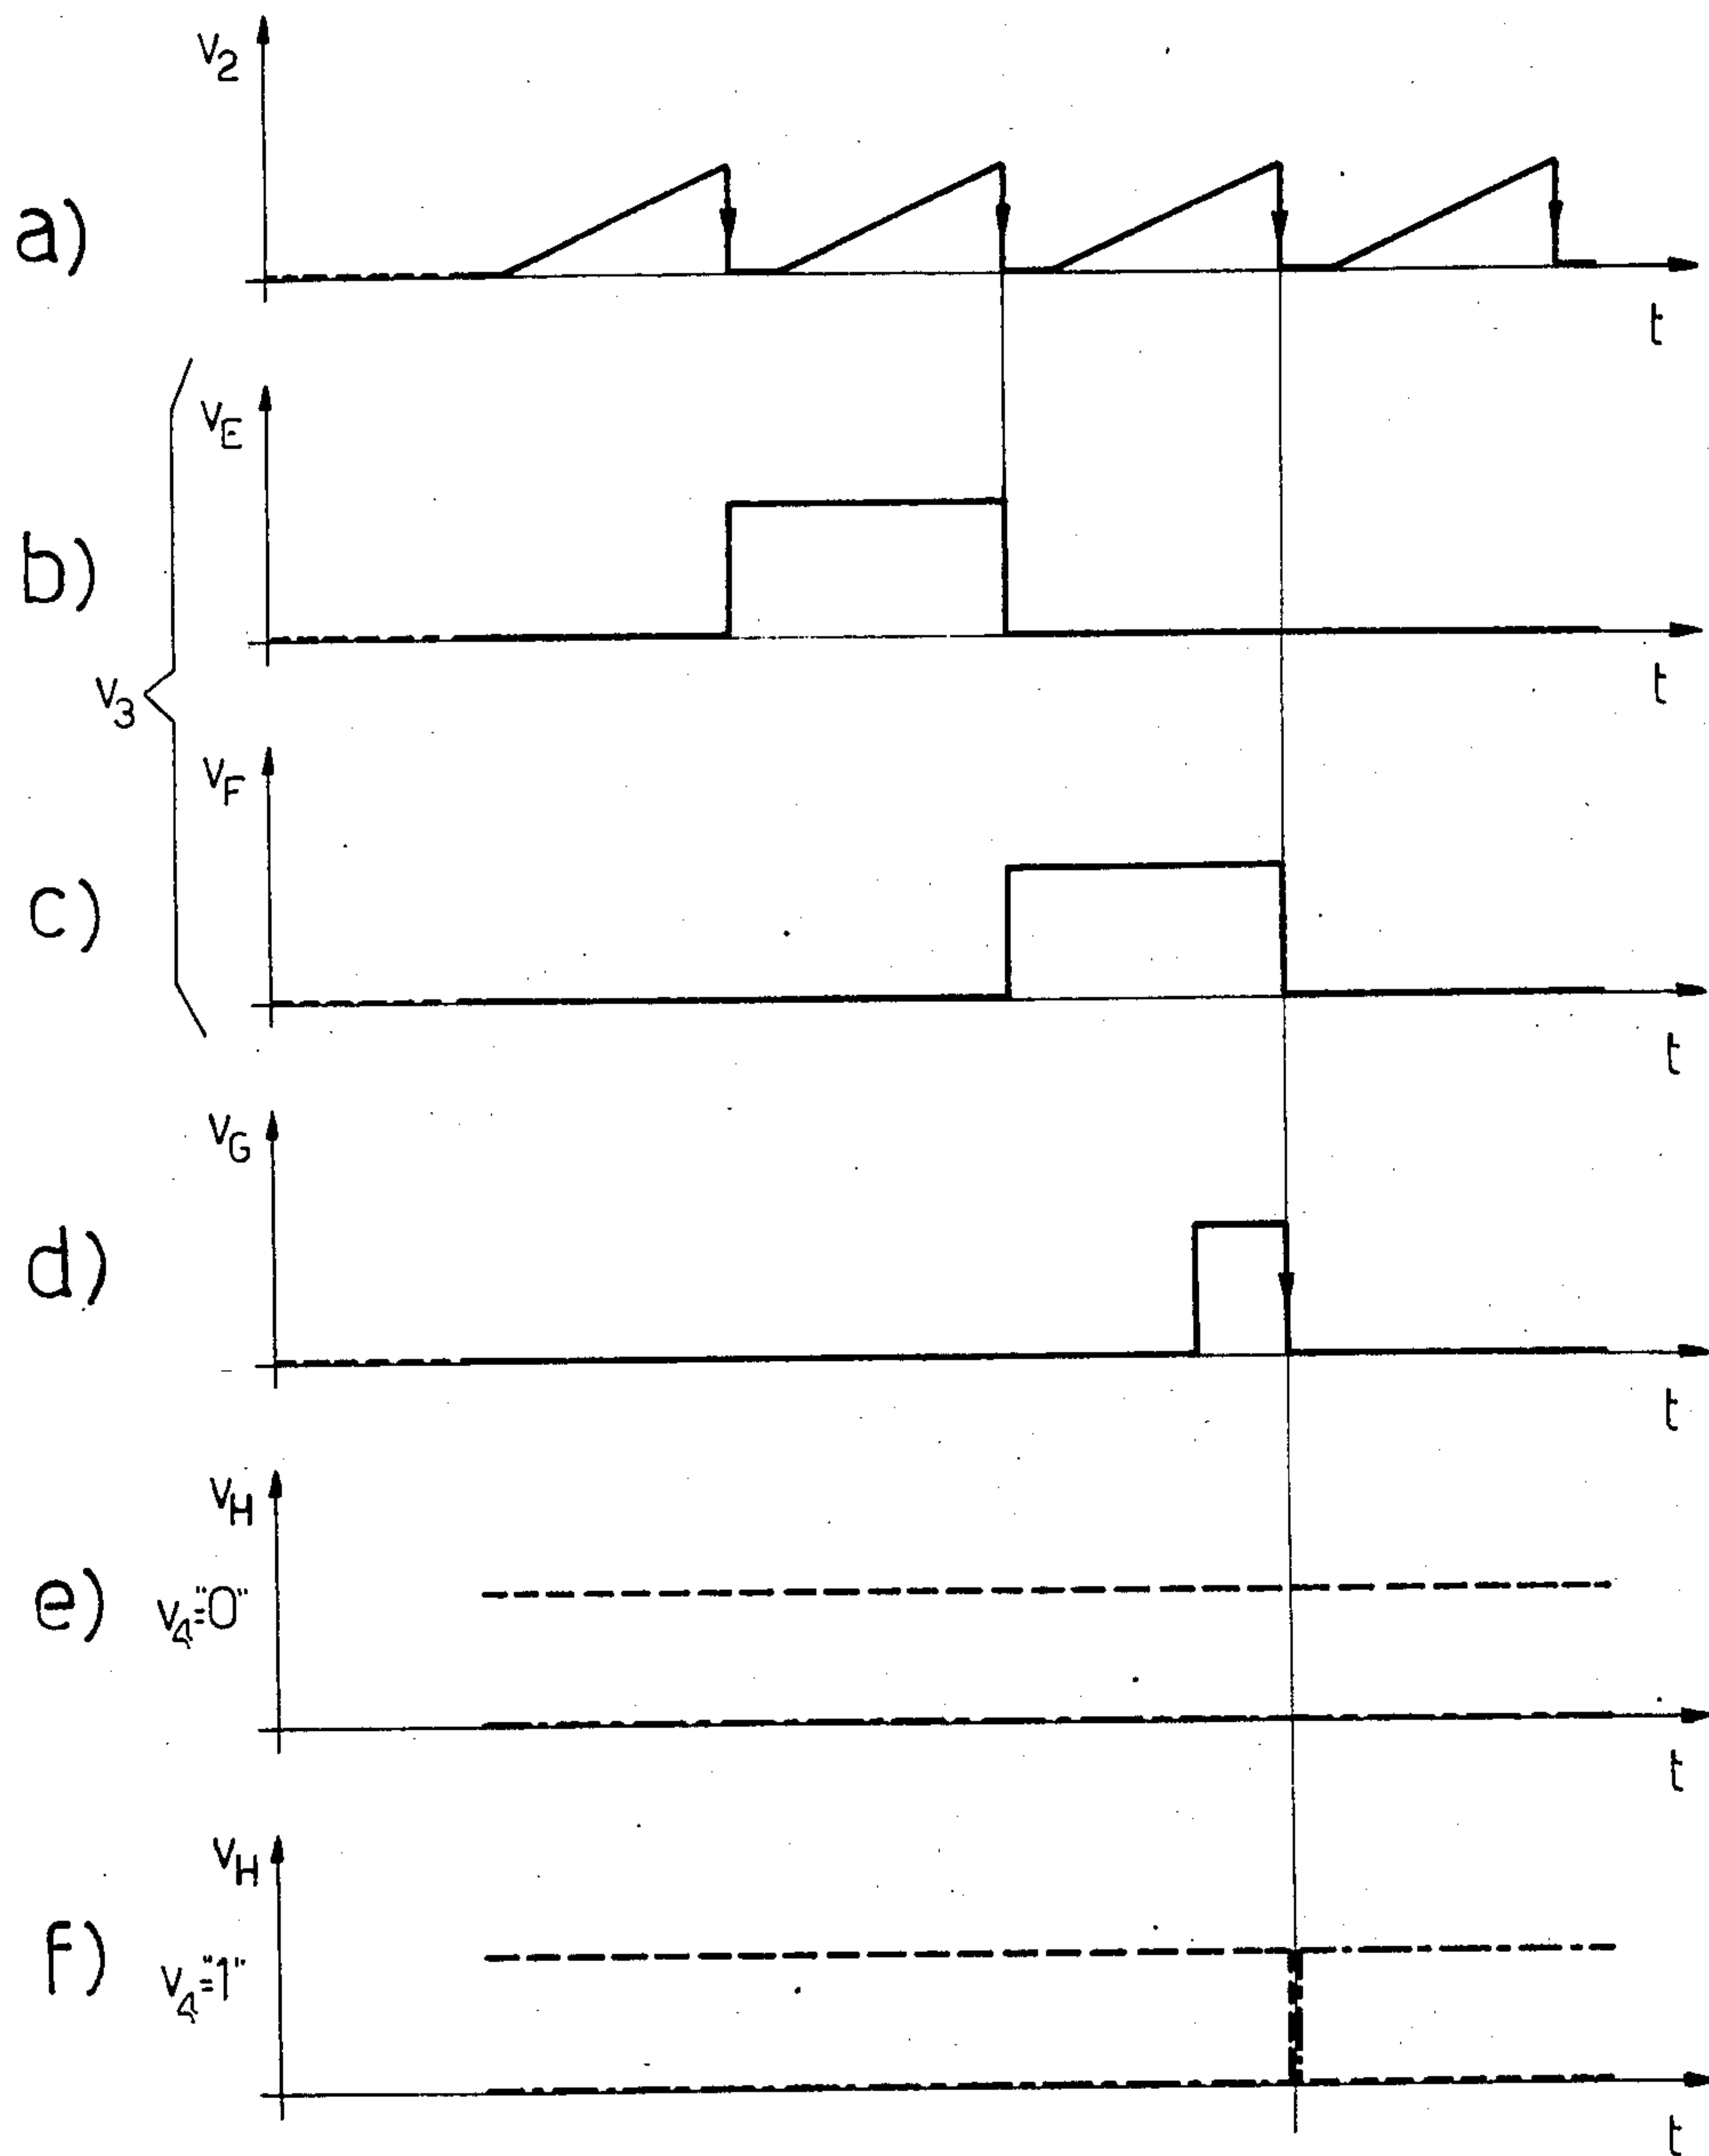 V2
a)
t
VE
b)
t
V3
VF
c)
t
VG
d)
t
VH
e) V4="0"
t
VH
f) V4="1"
t